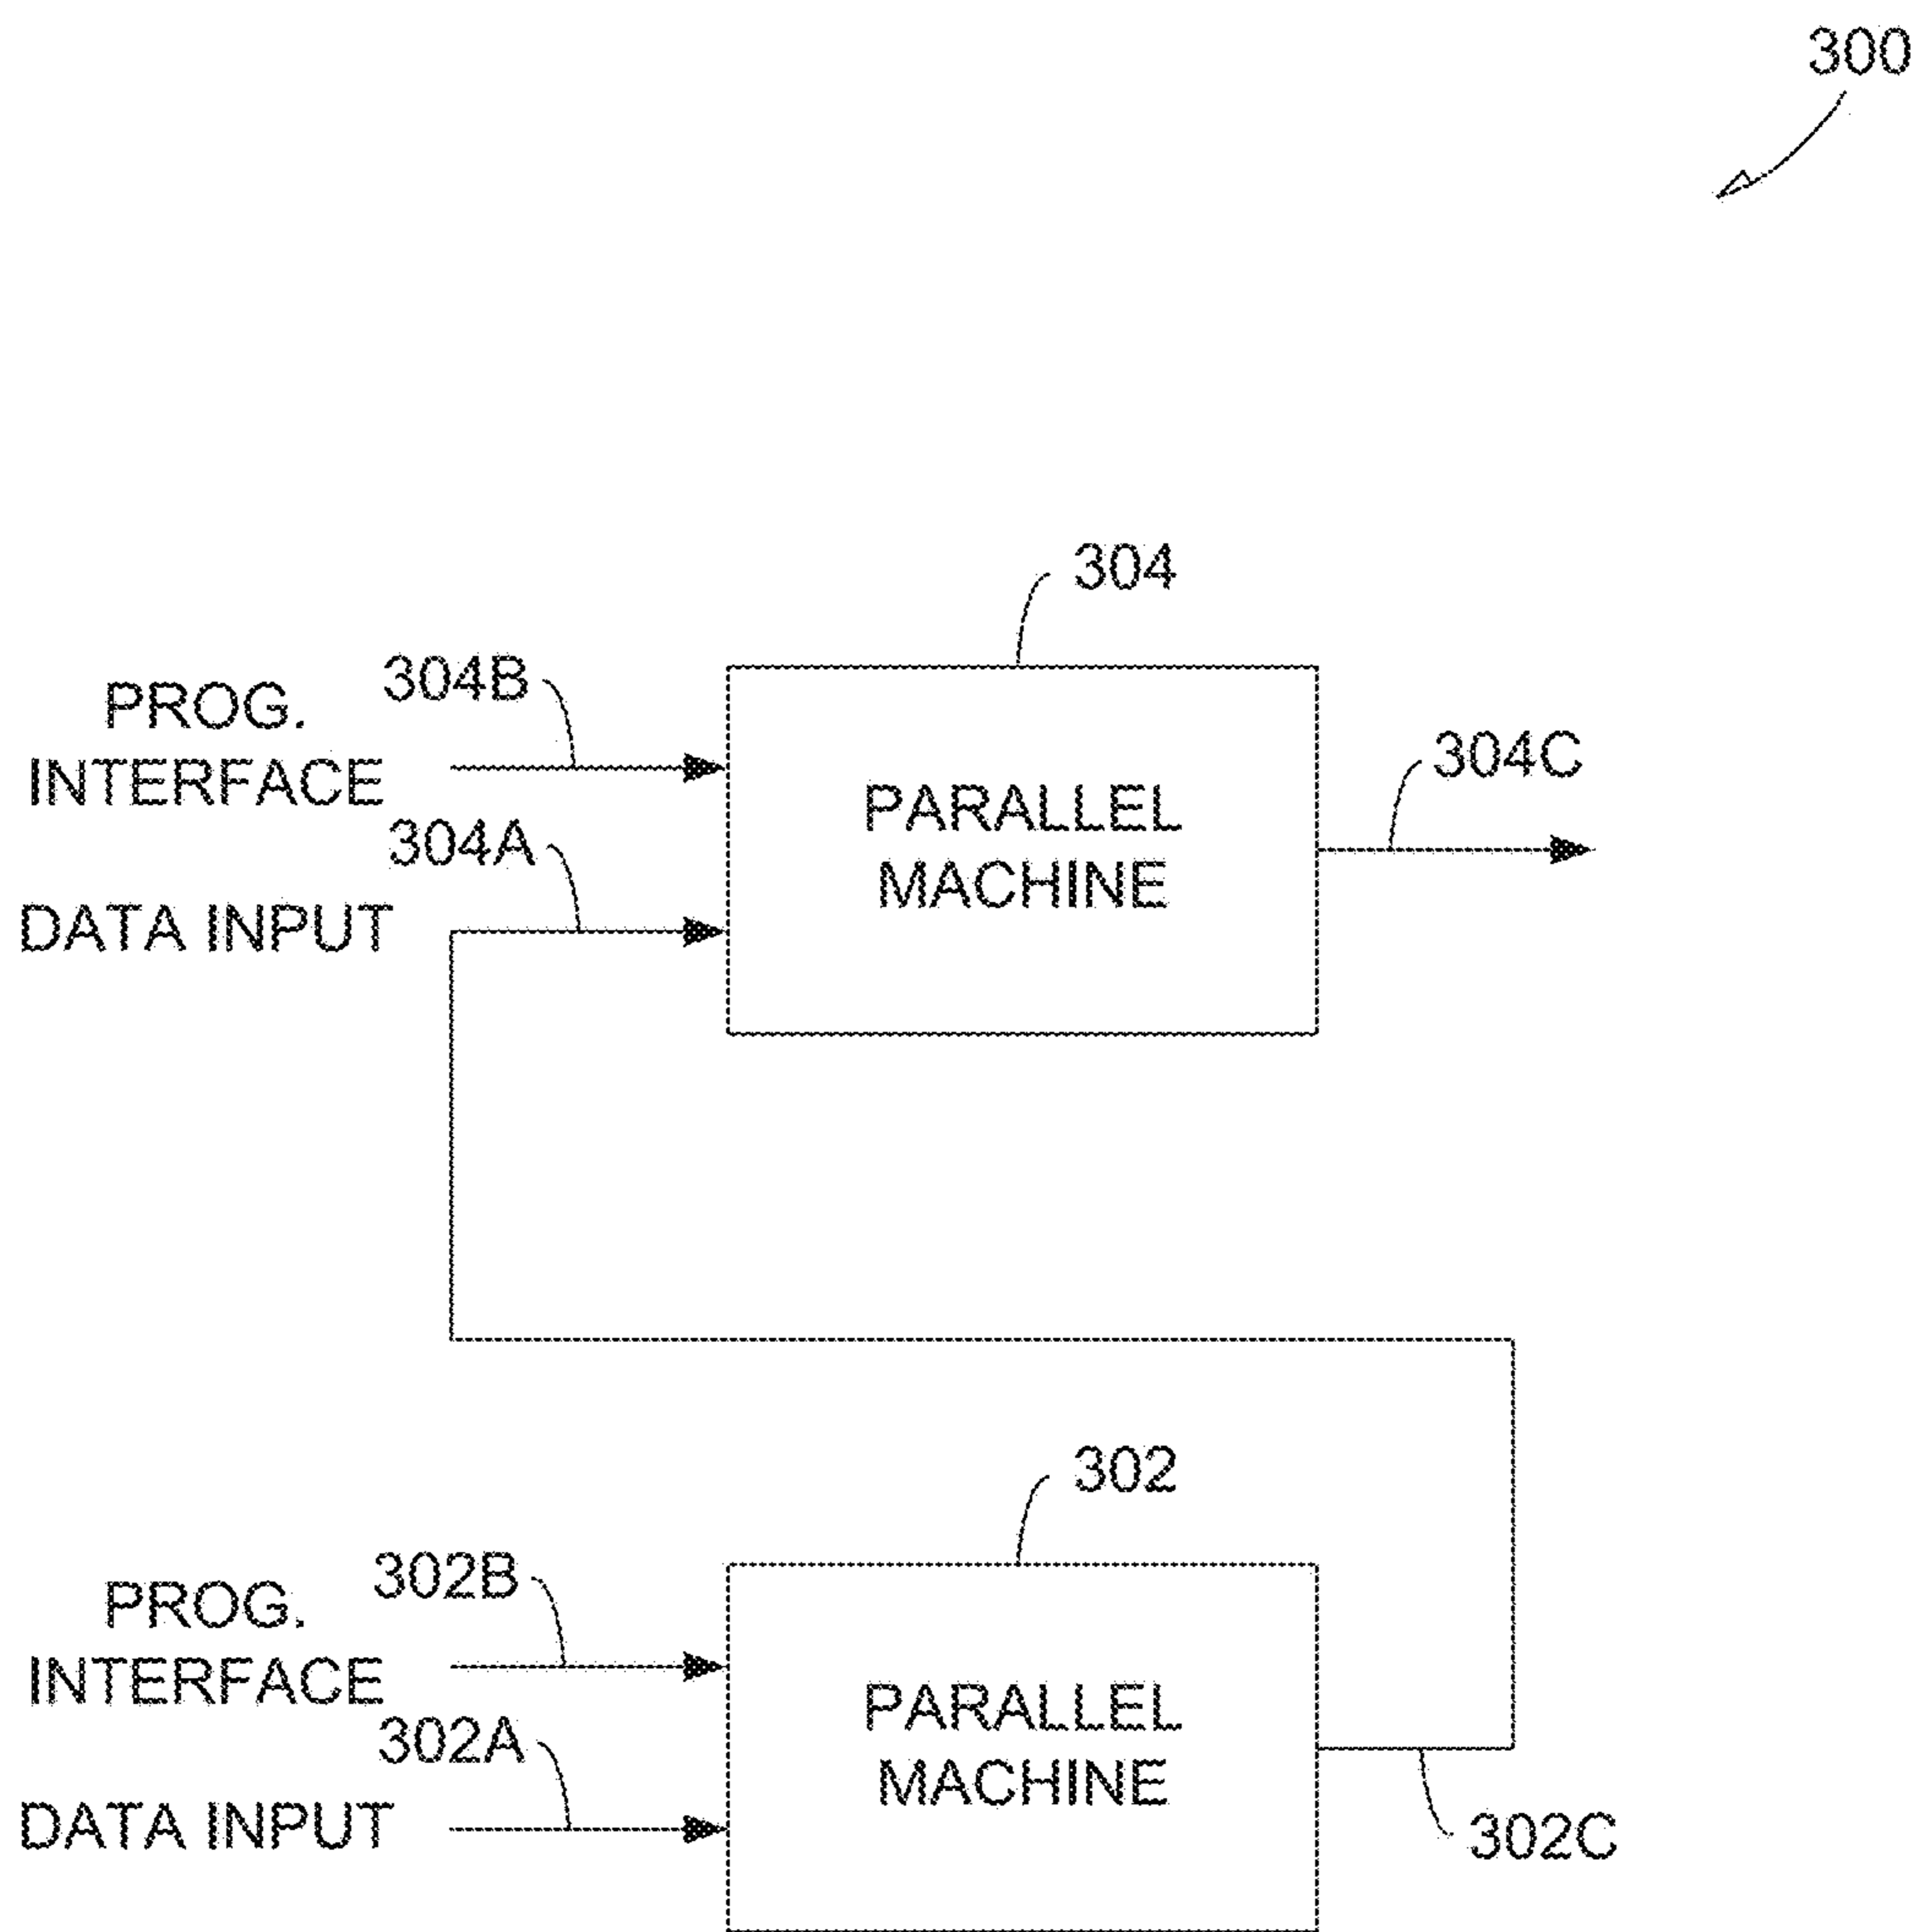 300
304
304B
PROG.
INTERFACE
304C
PARALLEL
MACHINE
304A
DATA INPUT
302
302B
PROG.
INTERFACE
PARALLEL
MACHINE
302A
DATA INPUT
302C